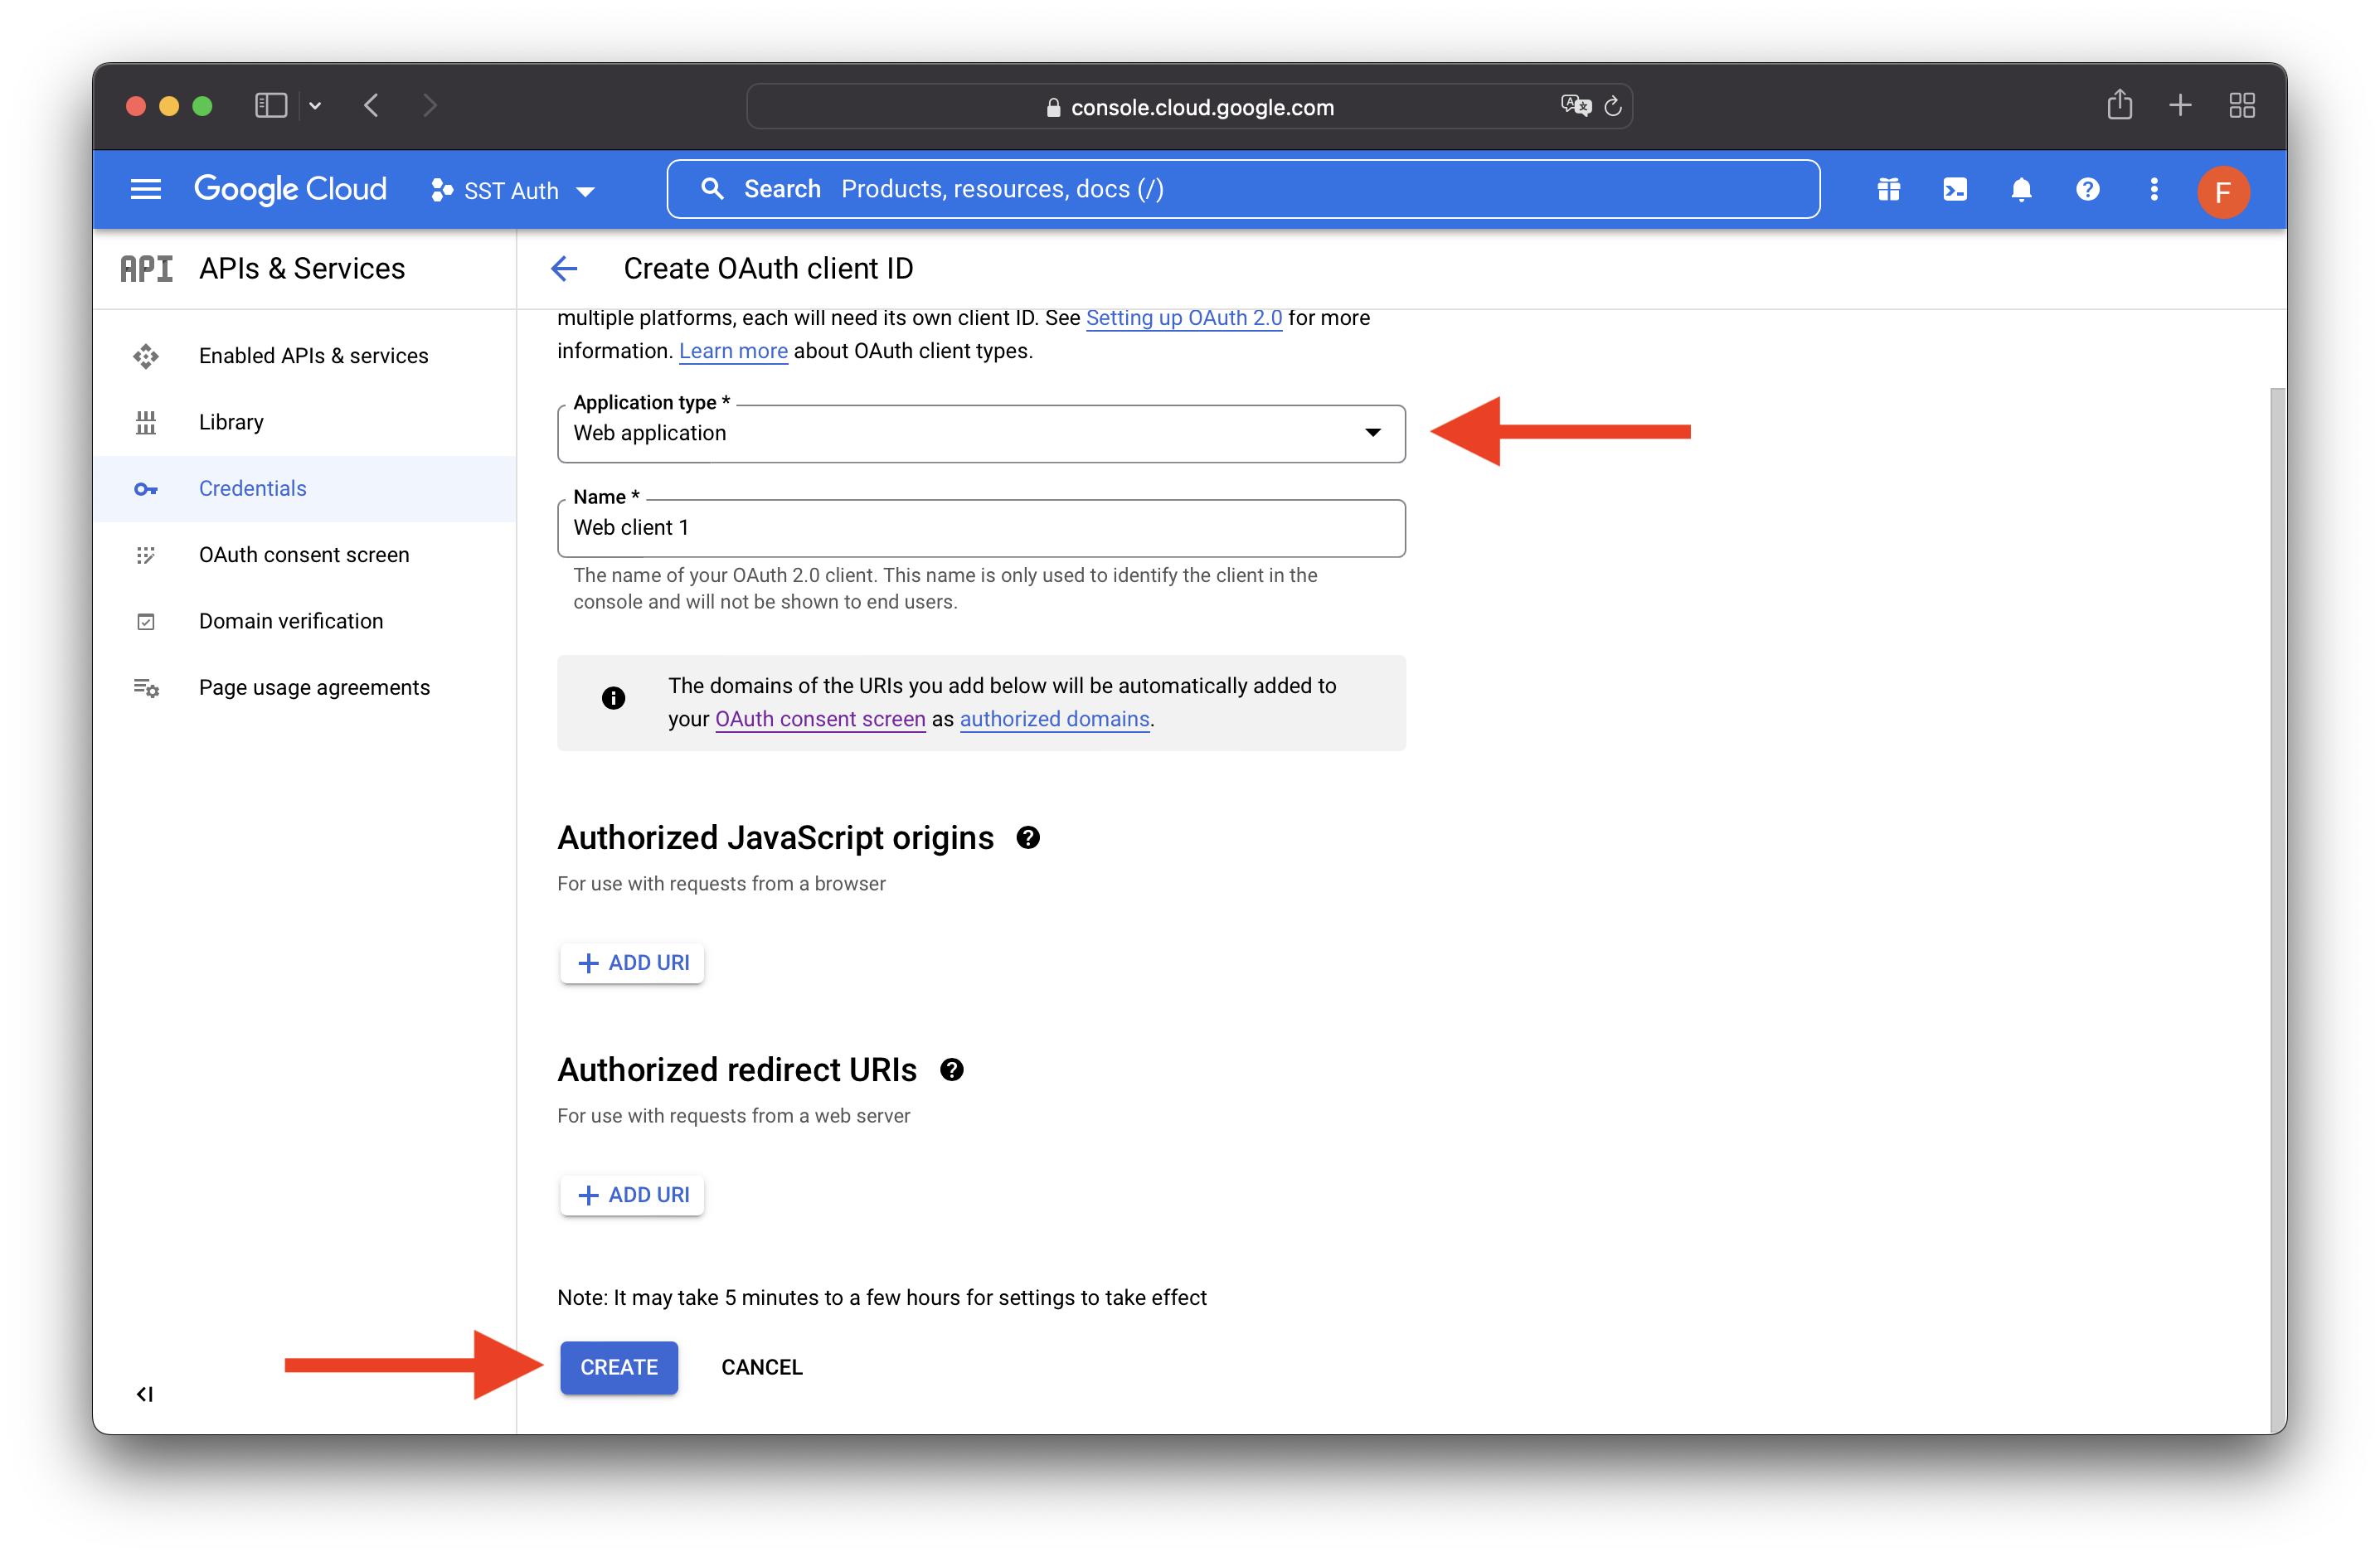 console.cloud.google.com
Google Cloud
SST Auth
Search Products, resources, docs (/)
F
API APIs & Services
Create OAuth client ID
Enabled APIs & services
Library
Credentials
OAuth consent screen
Domain verification
Page usage agreements
multiple platforms, each will need its own client ID. See Setting up OAuth 2.0 for more
information. Learn more about OAuth client types.
Application type *
Web application
Name *
Web client 1
The name of your OAuth 2.0 client. This name is only used to identify the client in the
console and will not be shown to end users.
The domains of the URIs you add below will be automatically added to
your OAuth consent screen as authorized domains.
Authorized JavaScript origins
For use with requests from a browser
+ ADD URI
Authorized redirect URIs
For use with requests from a web server
+ ADD URI
Note: It may take 5 minutes to a few hours for settings to take effect
CREATE
CANCEL